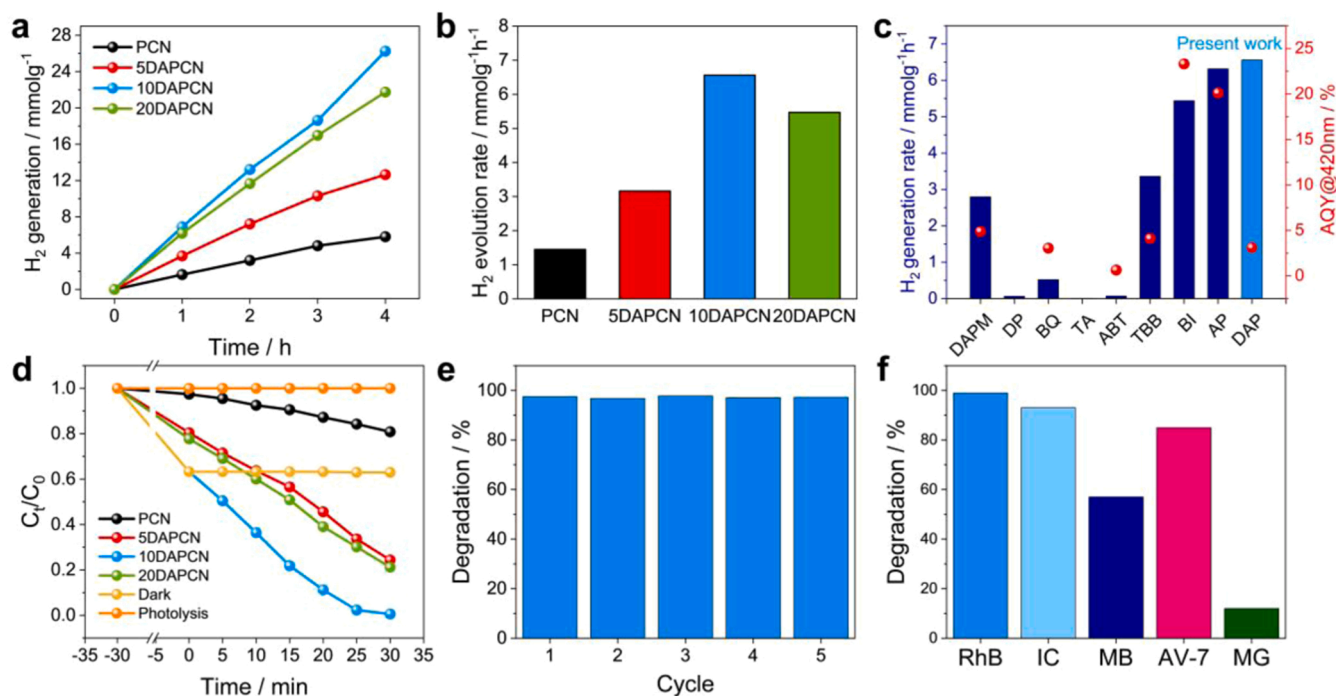 a
PCN
5DAPCN
10DAPCN
20DAPCN
H₂ generation / mmolg⁻¹
28
24
20
16
12
8
4
0
0 1 2 3 4
Time / h
b
H₂ evolution rate / mmolg⁻¹h⁻¹
8
7
6
5
4
3
2
1
0
PCN 5DAPCN 10DAPCN 20DAPCN
c
Present work
H₂ generation rate / mmolg⁻¹h⁻¹
7
6
5
4
3
2
1
0
AQY@420nm / %
25
20
15
10
5
0
DAPM DP BQ TA ABT TBB BI AP DAP
d
Cₜ/C₀
1.0
0.8
0.6
0.4
0.2
0.0
PCN
5DAPCN
10DAPCN
20DAPCN
Dark
Photolysis
-35 -30 -5 0 5 10 15 20 25 30 35
Time / min
e
Degradation / %
100
80
60
40
20
0
1 2 3 4 5
Cycle
f
Degradation / %
100
80
60
40
20
0
RhB IC MB AV-7 MG